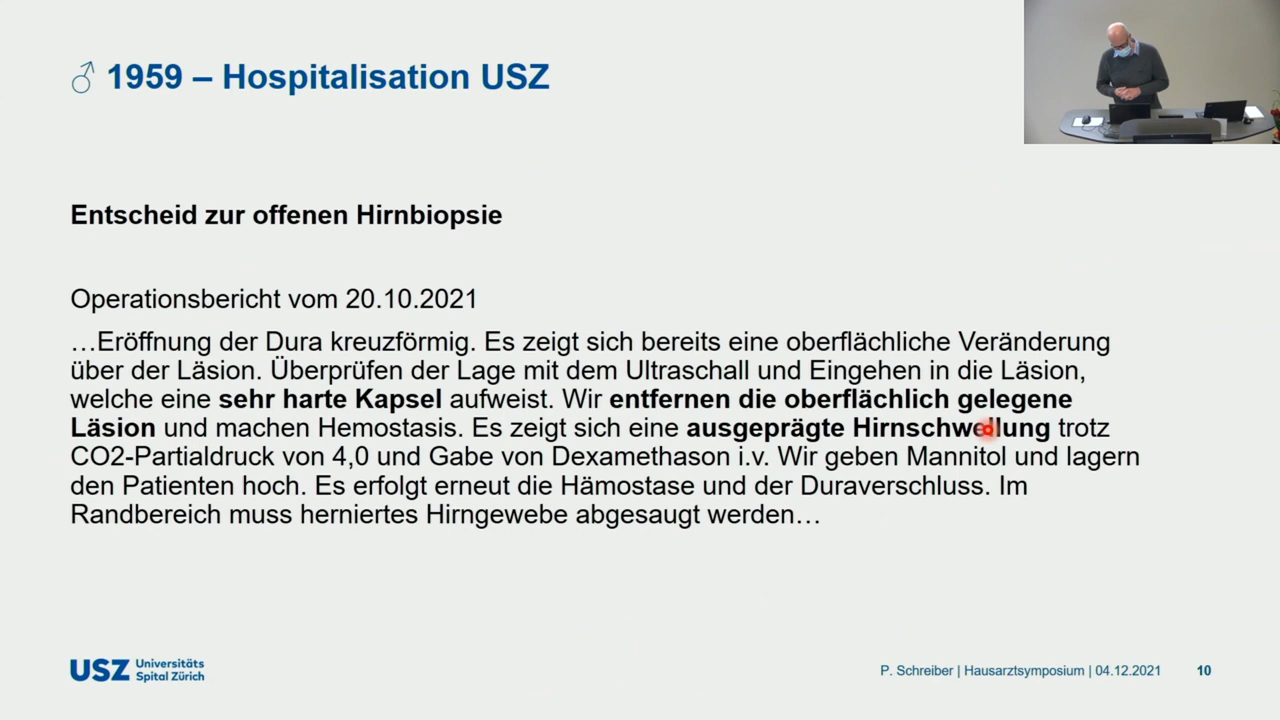 ♂ 1959 – Hospitalisation USZ
Entscheid zur offenen Hirnbiopsie
Operationsbericht vom 20.10.2021
…Eröffnung der Dura kreuzförmig. Es zeigt sich bereits eine oberflächliche Veränderung
über der Läsion. Überprüfen der Lage mit dem Ultraschall und Eingehen in die Läsion,
welche eine sehr harte Kapsel aufweist. Wir entfernen die oberflächlich gelegene
Läsion und machen Hemostasis. Es zeigt sich eine ausgeprägte Hirnschwellung trotz
CO2-Partialdruck von 4,0 und Gabe von Dexamethason i.v. Wir geben Mannitol und lagern
den Patienten hoch. Es erfolgt erneut die Hämostase und der Duraverschluss. Im
Randbereich muss herniertes Hirngewebe abgesaugt werden…
USZ Universitäts
Spital Zürich
P. Schreiber | Hausarztsymposium | 04.12.2021 10